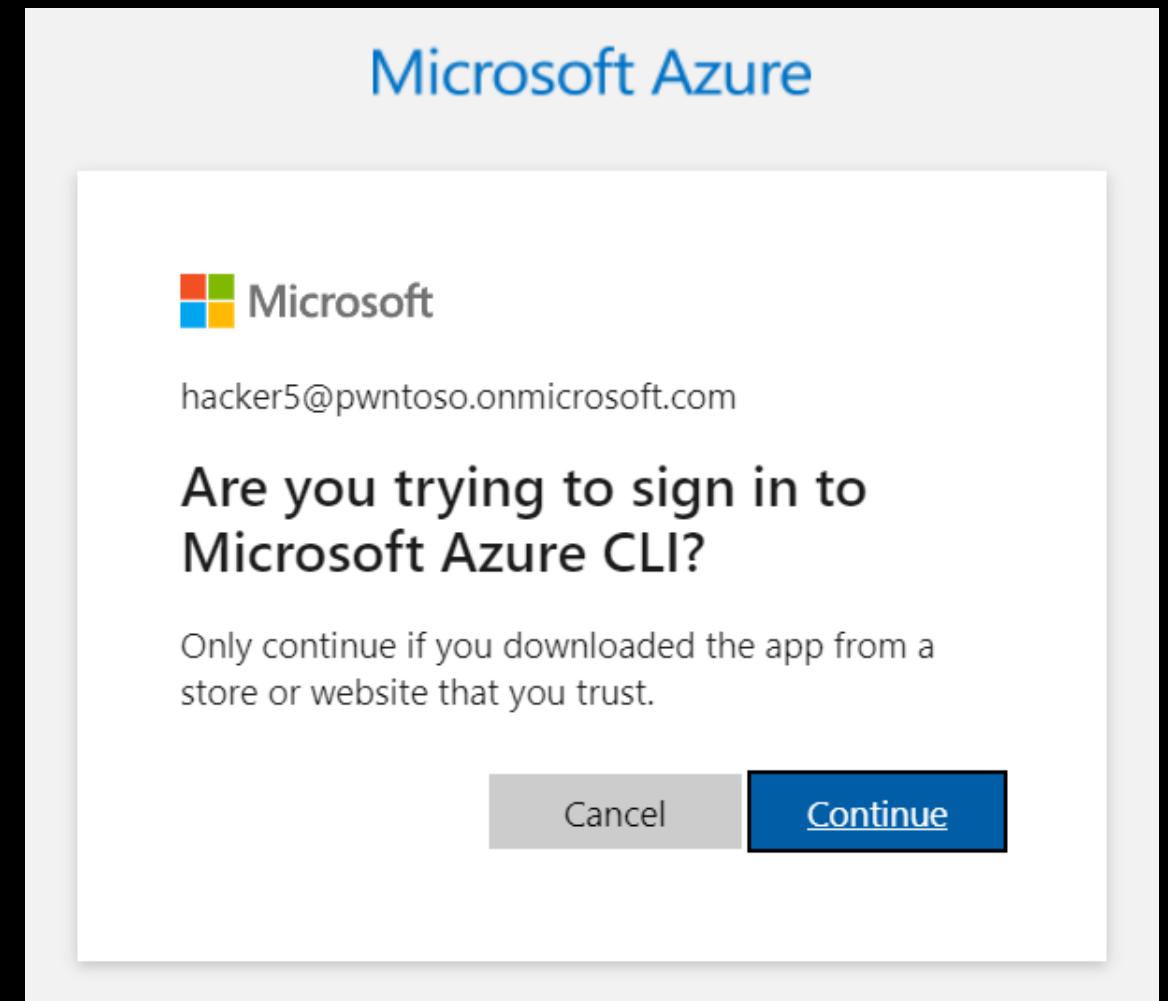 Microsoft Azure
Microsoft
hacker5@pwntoso.onmicrosoft.com
Are you trying to sign in to
Microsoft Azure CLI?
Only continue if you downloaded the app from a
store or website that you trust.
Cancel
Continue